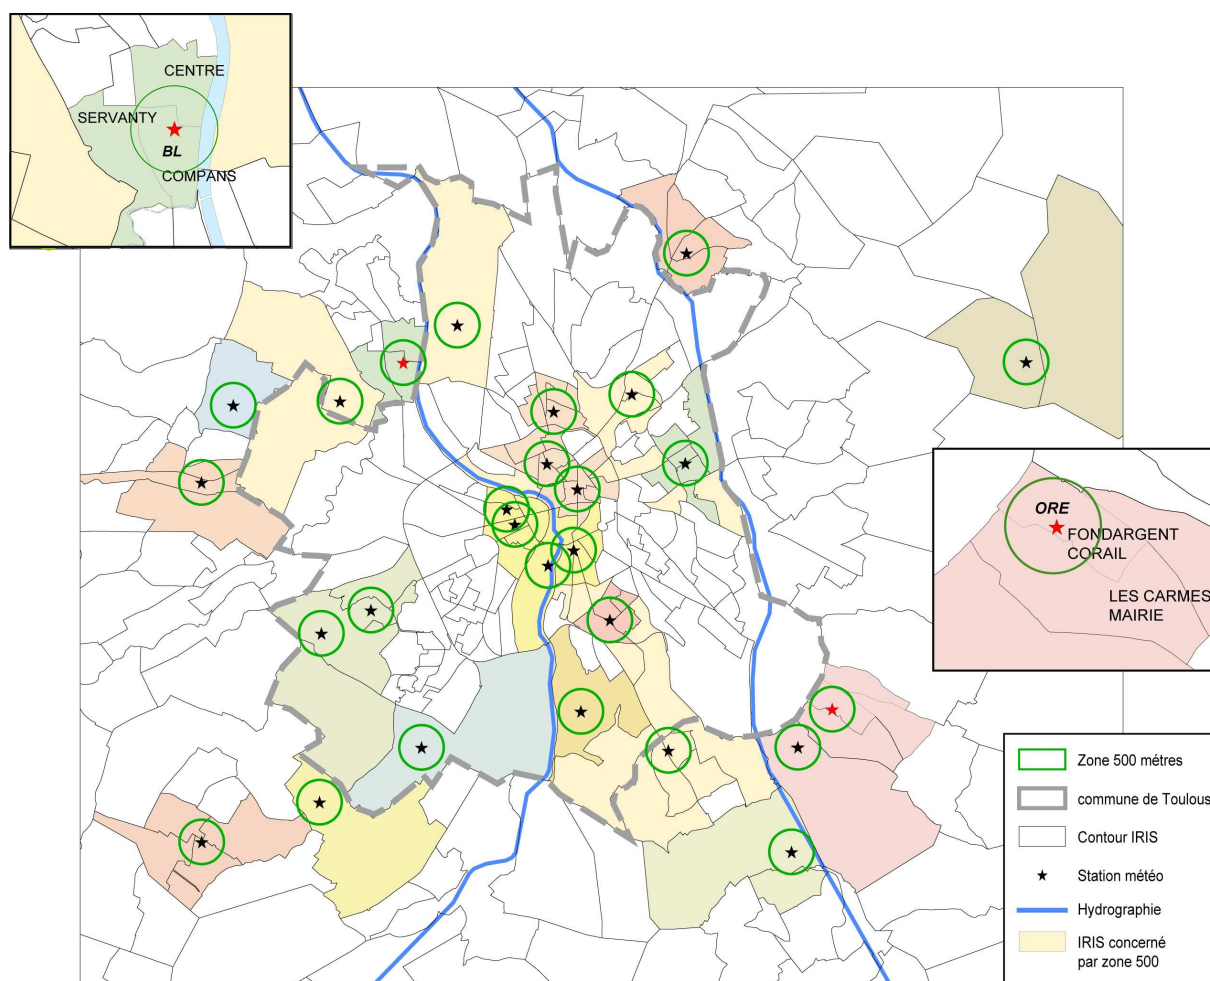 CENTRE
SERVANTY
BL
COMPANS
ORE
FONDARGENT
CORAIL
LES CARMES
MAIRIE
Zone 500 métres
commune de Toulous
Contour IRIS
Station météo
Hydrographie
IRIS concerné
par zone 500